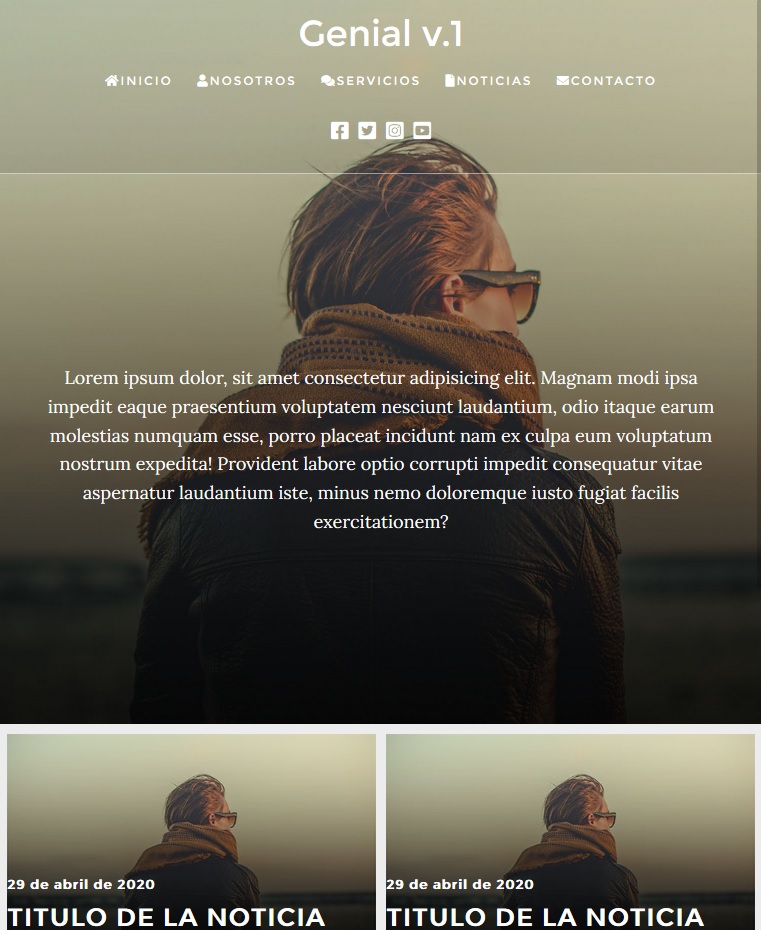 Genial v.1
INICIO NOSOTROS SERVICIOS NOTICIAS CONTACTO
Lorem ipsum dolor, sit amet consectetur adipisicing elit. Magnam modi ipsa
impedit eaque praesentium voluptatem nesciunt laudantium, odio itaque earum
molestias numquam esse, porro placeat incidunt nam ex culpa eum voluptatum
nostrum expedita! Provident labore optio corrupti impedit consequatur vitae
aspernatur laudantium iste, minus nemo doloremque iusto fugiat facilis
exercitationem?
29 de abril de 2020
TITULO DE LA NOTICIA
29 de abril de 2020
TITULO DE LA NOTICIA